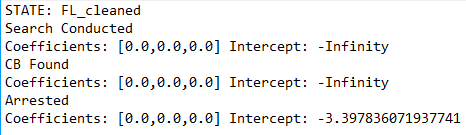 STATE: FL_cleaned
Search Conducted
Coefficients: [0.0,0.0,0.0] Intercept: -Infinity
CB Found
Coefficients: [0.0,0.0,0.0] Intercept: -Infinity
Arrested
Coefficients: [0.0,0.0,0.0] Intercept: -3.397836071937741